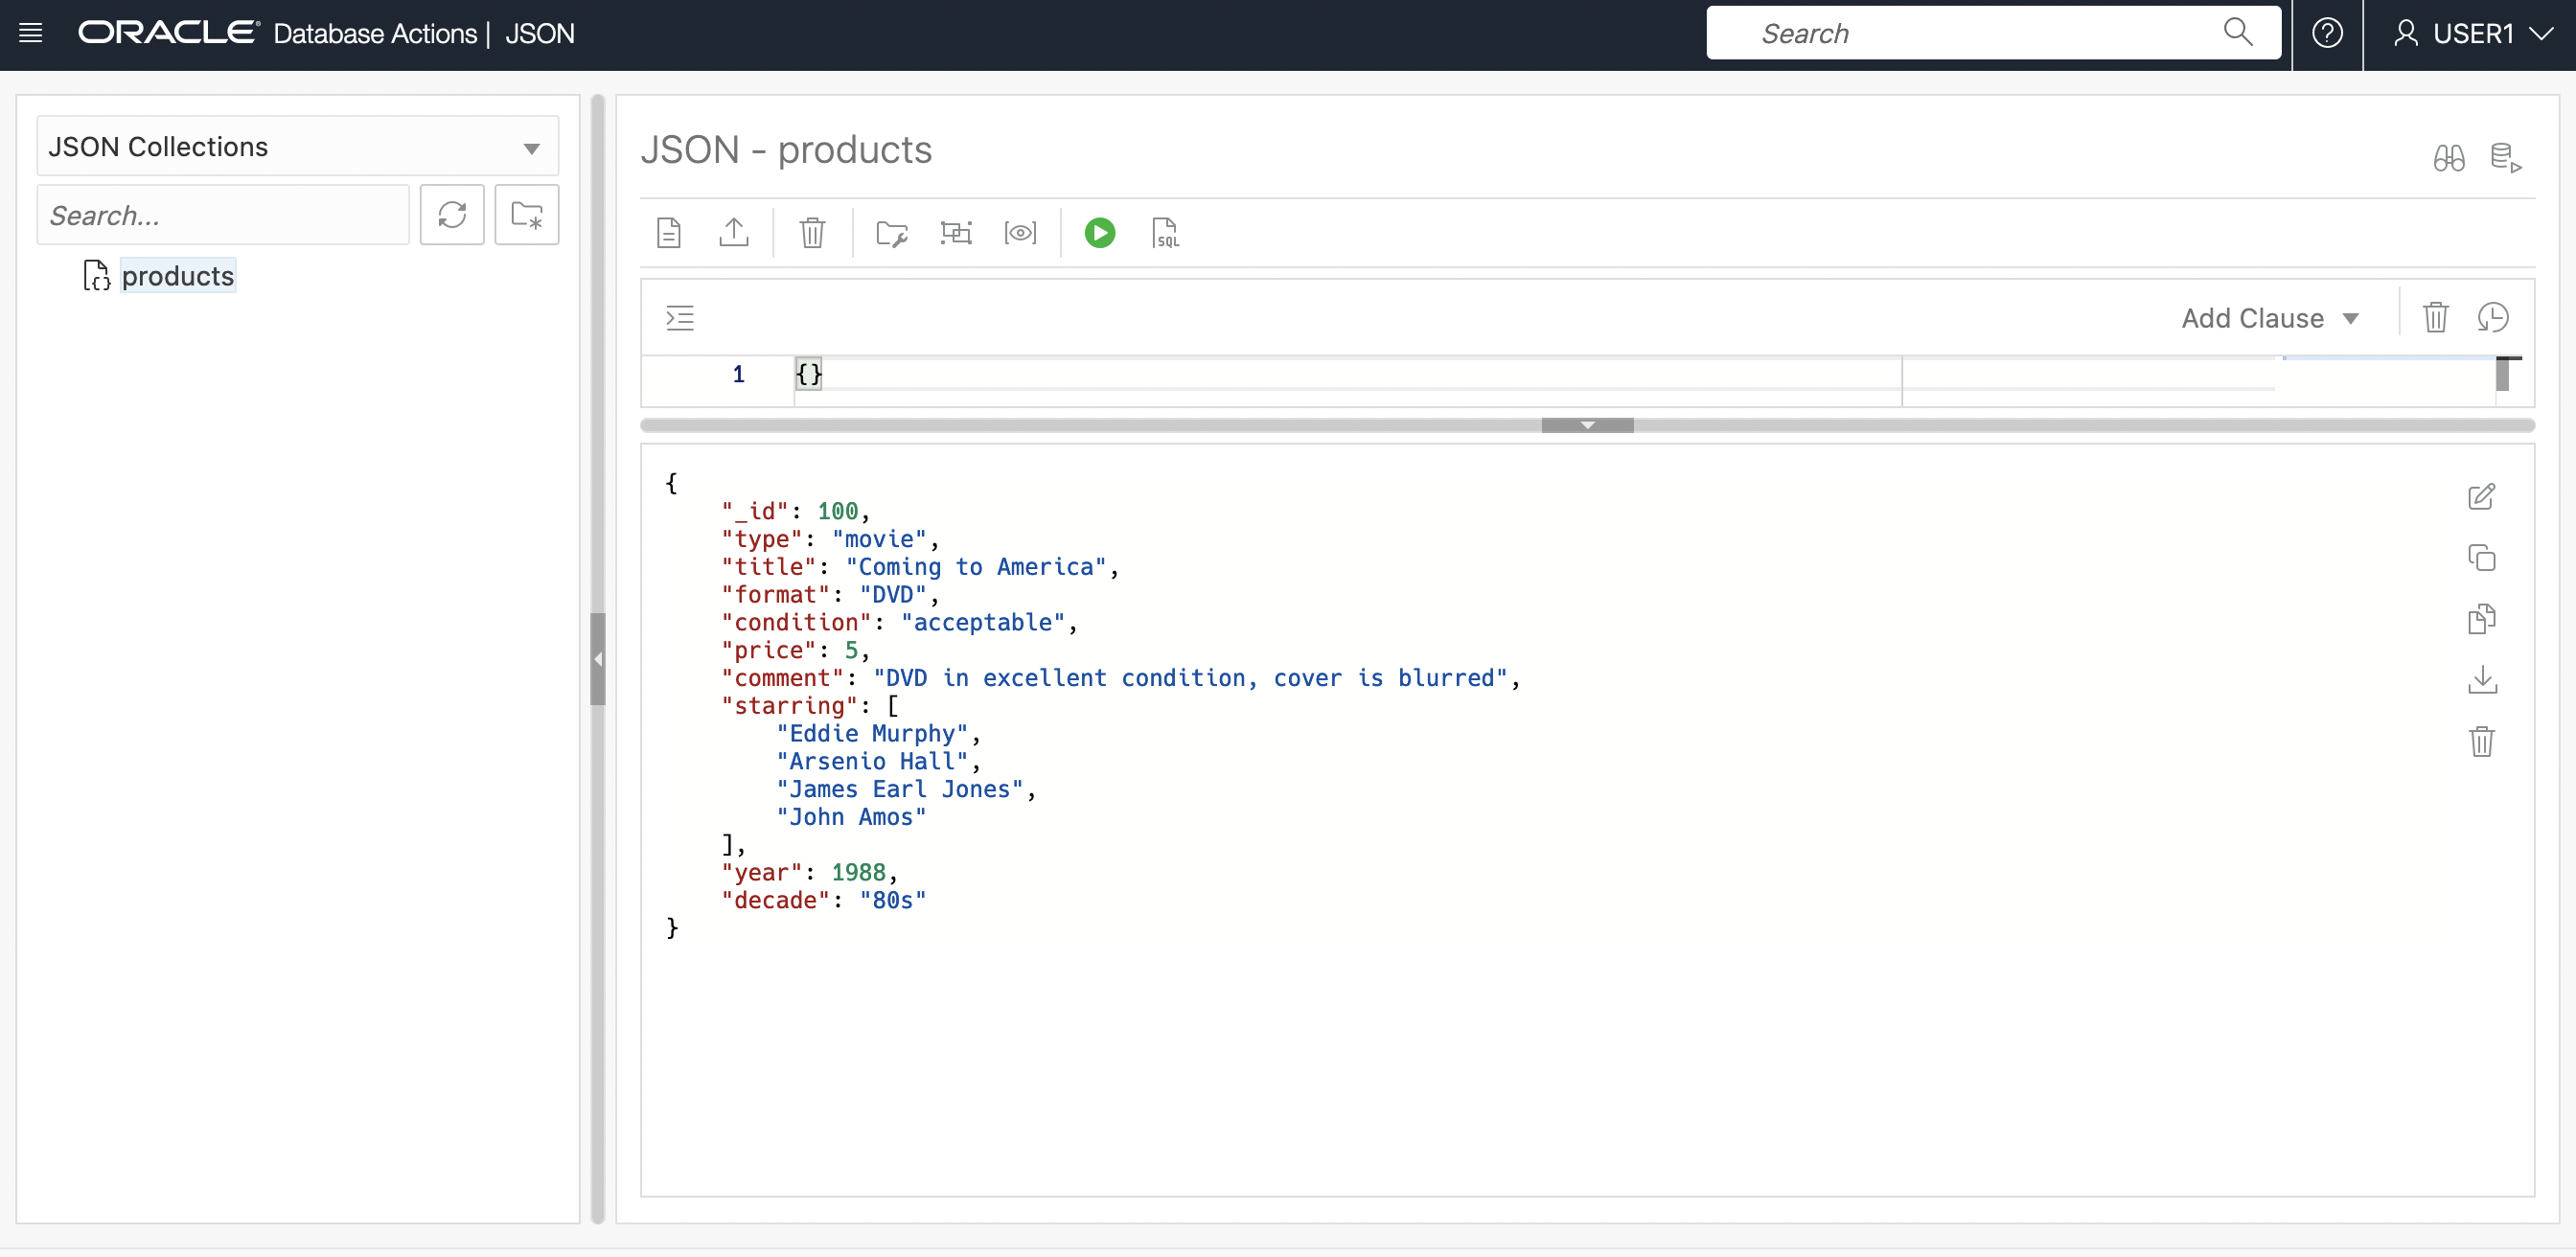 ORACLE Database Actions | JSON
Search
USER1
JSON Collections
Search...
products
JSON - products
SQL
Add Clause
1 {}
{
"_id": 100,
"type": "movie",
"title": "Coming to America",
"format": "DVD",
"condition": "acceptable",
"price": 5,
"comment": "DVD in excellent condition, cover is blurred",
"starring": [
"Eddie Murphy",
"Arsenio Hall",
"James Earl Jones",
"John Amos"
],
"year": 1988,
"decade": "80s"
}